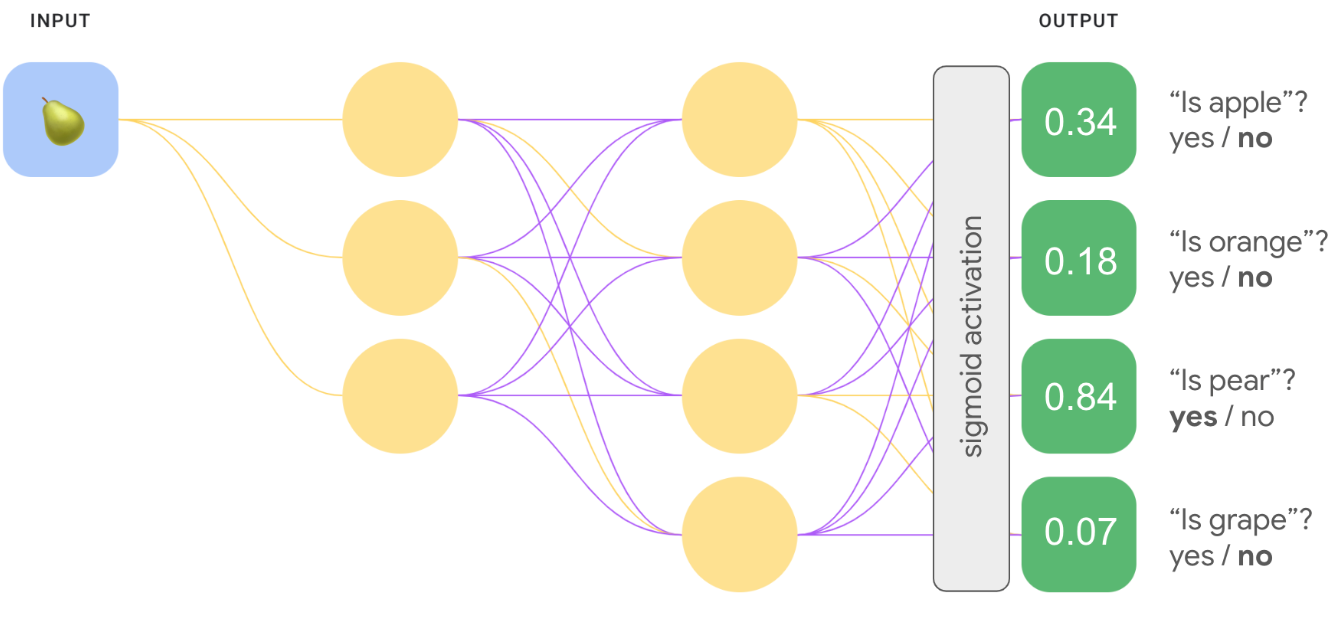 INPUT
OUTPUT
sigmoid activation
0.34
“Is apple”?
yes / no
0.18
“Is orange”?
yes / no
0.84
“Is pear”?
yes / no
0.07
“Is grape”?
yes / no